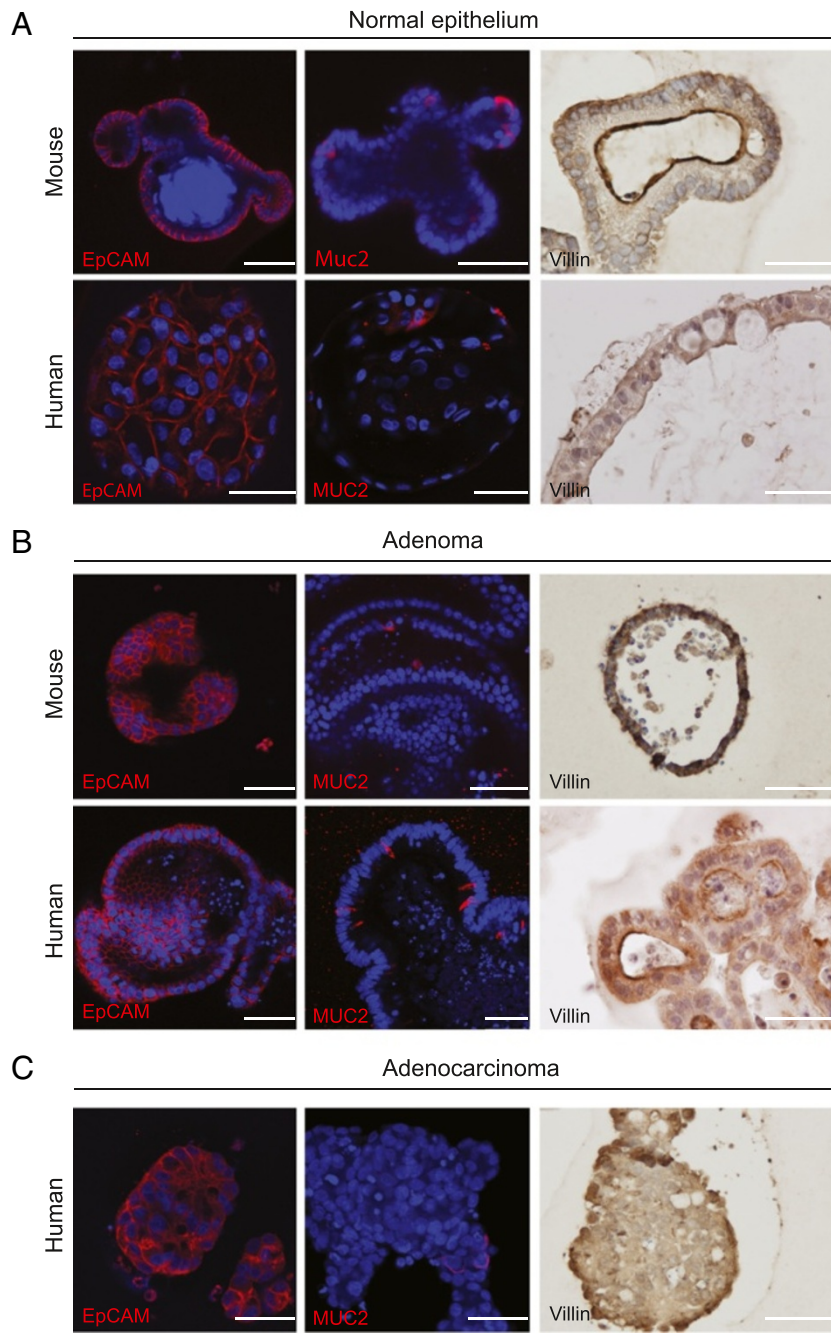 A
Normal epithelium
Mouse
EpCAM
Muc2
Villin
Human
EpCAM
MUC2
Villin
B
Adenoma
Mouse
EpCAM
MUC2
Villin
Human
EpCAM
MUC2
Villin
C
Adenocarcinoma
Human
EpCAM
MUC2
Villin